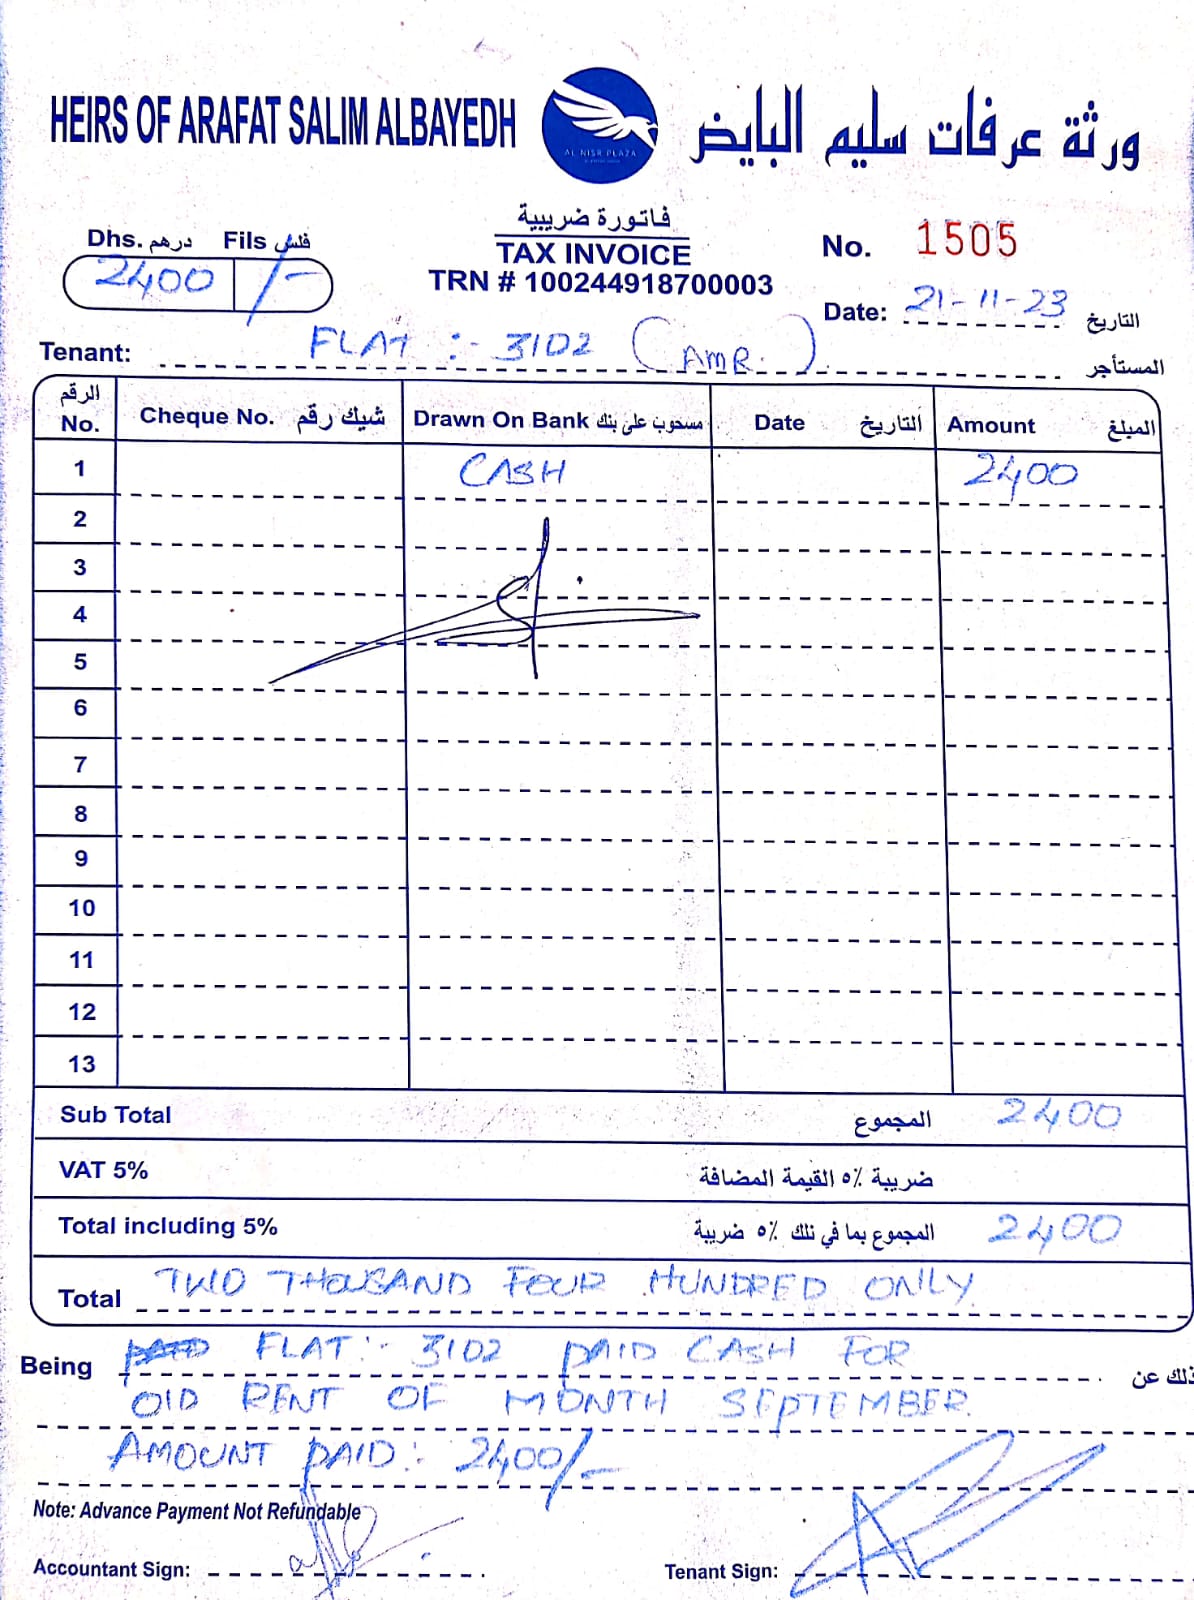 HEIRS OF ARAFAT SALIM ALBAYEDH ورثة عرفات سليم البايض
AL NISR PLAZA
فاتورة ضريبية
TAX INVOICE
TRN # 100244918700003
Dhs. درهم Fils فلس
2400 /-
No. 1505
Date: 21-11-23 التاريخ
Tenant: FLAT :- 3102 (AMR.) المستأجر
الرقم No. Cheque No. شيك رقم Drawn On Bank مسحوب على بنك Date التاريخ Amount المبلغ
1 CASH 2400
2
3
4
5
6
7
8
9
10
11
12
13
Sub Total المجموع 2400
VAT 5% ضريبة ٥٪ القيمة المضافة
Total including 5% المجموع بما في تلك ٥٪ ضريبة 2400
Total TWO THOUSAND FOUR HUNDRED ONLY
Being FLAT:- 3102 PAID CASH FOR ذلك عن
OlD RENT OF MONTH SEPTEMBER.
AMOUNT PAID:- 2400/-
Note: Advance Payment Not Refundable
Accountant Sign: Tenant Sign: